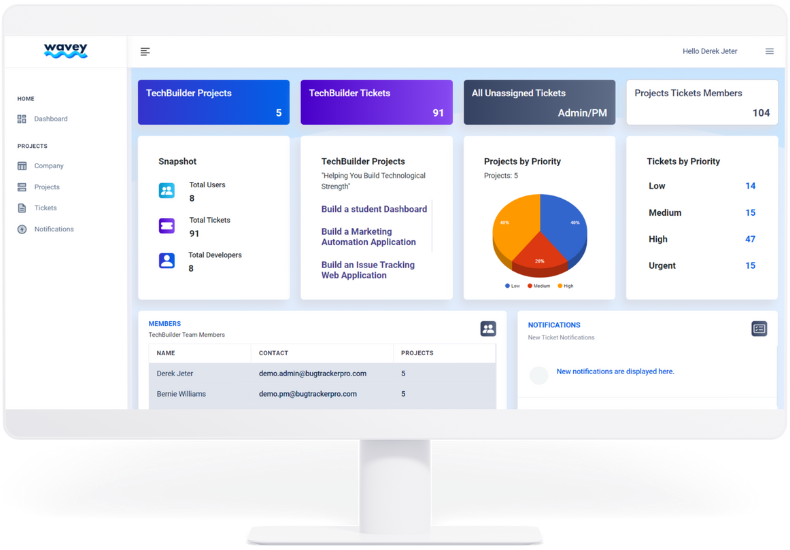 wavey
Hello Derek Jeter
HOME
Dashboard
PROJECTS
Company
Projects
Tickets
Notifications
TechBuilder Projects
5
TechBuilder Tickets
91
All Unassigned Tickets
Admin/PM
Projects Tickets Members
104
Snapshot
Total Users
8
Total Tickets
91
Total Developers
8
TechBuilder Projects
"Helping You Build Technological
Strength"
Build a student Dashboard
Build a Marketing
Automation Application
Build an Issue Tracking
Web Application
Projects by Priority
Projects: 5
40%
40%
20%
Low Medium High
Tickets by Priority
Low 14
Medium 15
High 47
Urgent 15
MEMBERS
TechBuilder Team Members
NAME CONTACT PROJECTS
Derek Jeter demo.admin@bugtrackerpro.com 5
Bernie Williams demo.pm@bugtrackerpro.com 5
NOTIFICATIONS
New Ticket Notifications
New notifications are displayed here.